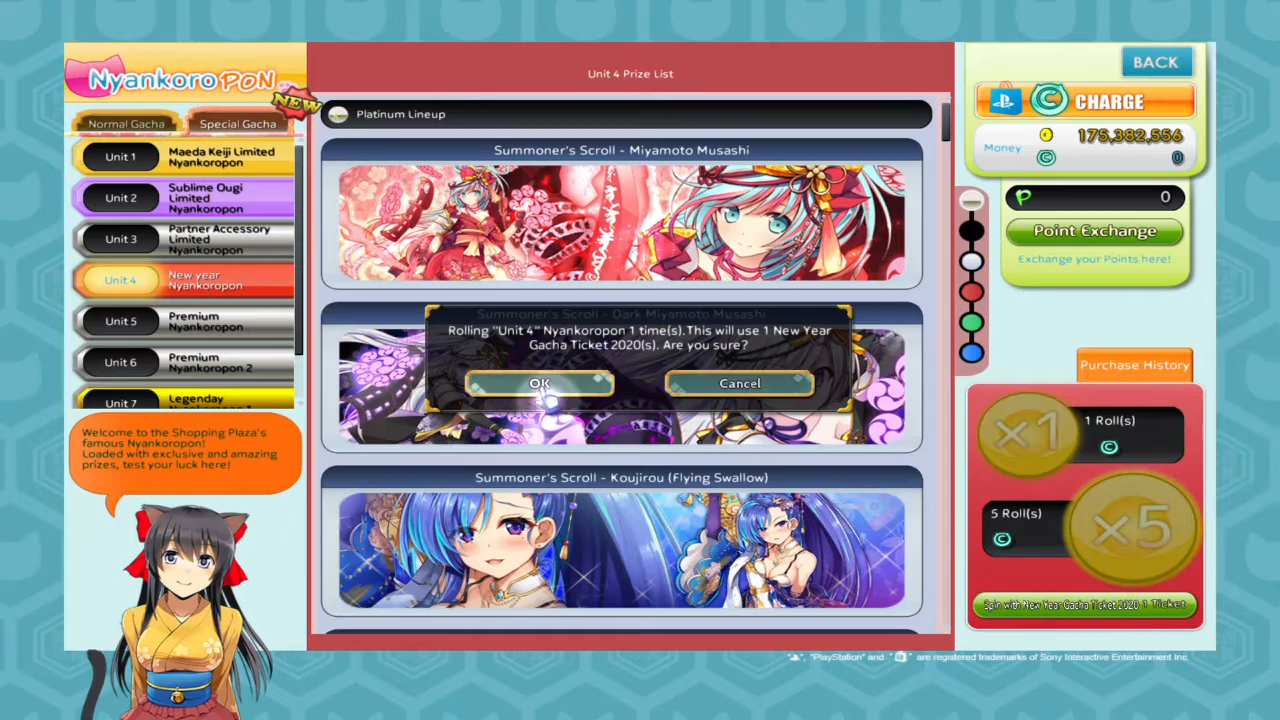 Nyankoro PON
NEW
Normal Gacha
Special Gacha
Unit 1
Maeda Keiji Limited
Nyankoropon
Unit 2
Sublime Ougi
Limited
Nyankoropon
Unit 3
Partner Accessory
Limited
Nyankoropon
Unit 4
New year
Nyankoropon
Unit 5
Premium
Nyankoropon
Unit 6
Premium
Nyankoropon 2
Unit 7
Legendary
Welcome to the Shopping Plaza's
famous Nyankoropon!
Loaded with exclusive and amazing
prizes, test your luck here!
Unit 4 Prize List
Platinum Lineup
Summoner's Scroll - Miyamoto Musashi
Summoner's Scroll - Dark Miyamoto Musashi
Rolling "Unit 4" Nyankoropon 1 time(s).This will use 1 New Year
Gacha Ticket 2020(s). Are you sure?
OK
Cancel
Summoner's Scroll - Koujirou (Flying Swallow)
BACK
CHARGE
Money
175,382,556
0
P
0
Point Exchange
Exchange your Points here!
Purchase History
x1
1 Roll(s)
5 Roll(s)
x5
Spin with New Year Gacha Ticket 2020 1 Ticket
"PlayStation" and " " are registered trademarks of Sony Interactive Entertainment Inc.